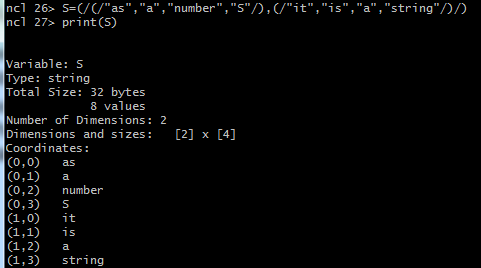 ncl 26> S=(/(/"as","a","number","S"/),(/"it","is","a","string"/)/)
ncl 27> print(S)
Variable: S
Type: string
Total Size: 32 bytes
            8 values
Number of Dimensions: 2
Dimensions and sizes:   [2] x [4]
Coordinates:
(0,0)   as
(0,1)   a
(0,2)   number
(0,3)   S
(1,0)   it
(1,1)   is
(1,2)   a
(1,3)   string